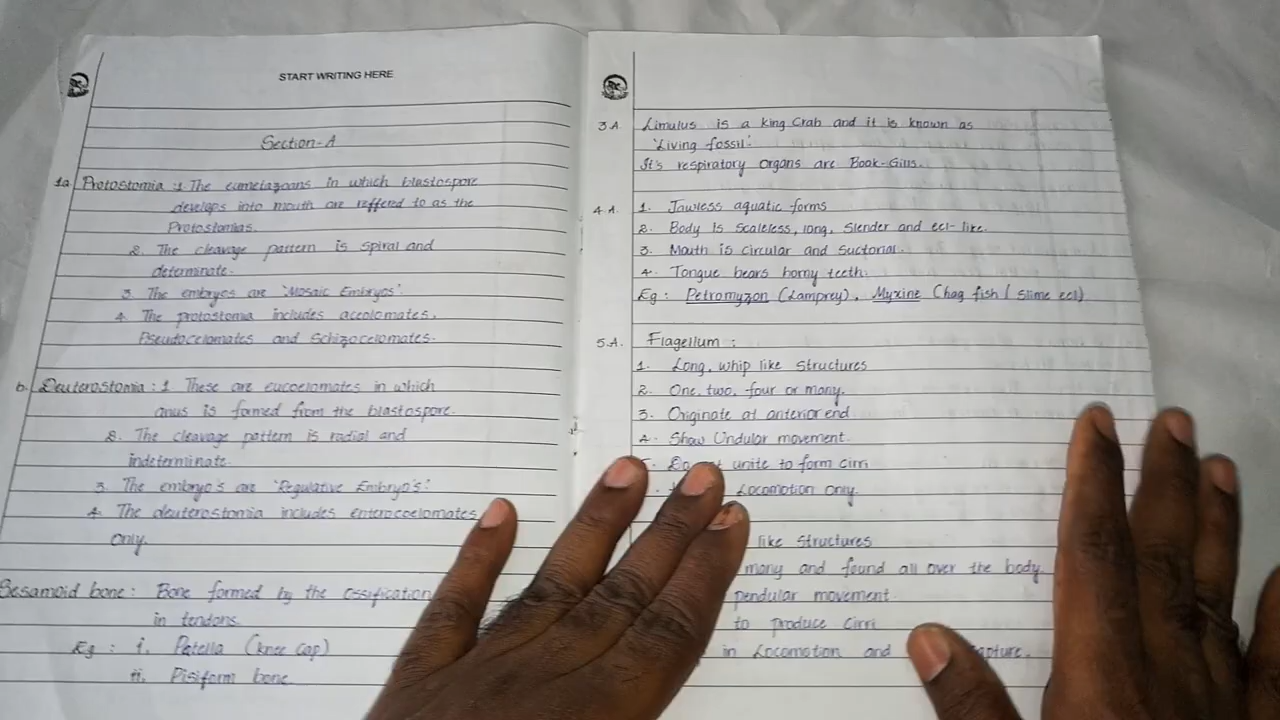 START WRITING HERE
Section-A
1a Protostomia : 1 The eumetazoans in which blastospore
develops into mouth are reffered to as the
Protostomias.
2. The cleavage pattern is spiral and
determinate.
3. The embryos are 'Mosaic Embryos'.
4. The protostomia includes aceolomates,
Pseudocelomates and Schizocelomates.
b. Deuterostomia : 1 These are eucoelomates in which
anus is formed from the blastospore.
2. The cleavage pattern is radial and
indeterminate.
3. The embryo's are 'Regulative Embryo's'.
4. The deuterostomia includes enterocoelomates
Only.
Sesamoid bone : Bone formed by the ossification
in tendons.
Eg : i. Patella (knee cap)
ii. Pisiform bone
3 A Limulus is a king Crab and it is known as
'Living fossil'.
It's respiratory organs are Book-Gills.
4. A. 1. Jawless aquatic forms
2. Body is scaleless, long, slender and eel-like.
3. Mouth is circular and suctorial.
4. Tongue bears horny teeth.
Eg : Petromyzon (Lamprey), Myxine (hag fish / slime eel)
5. A. Flagellum :
1. Long, whip like structures
2. One, two, four or many.
3. Originate at anterior end
4. Show Undular movement.
unite to form cirri
Locomotion only.
like structures
many and found all over the body
pendular movement.
to produce cirri
in Locomotion and